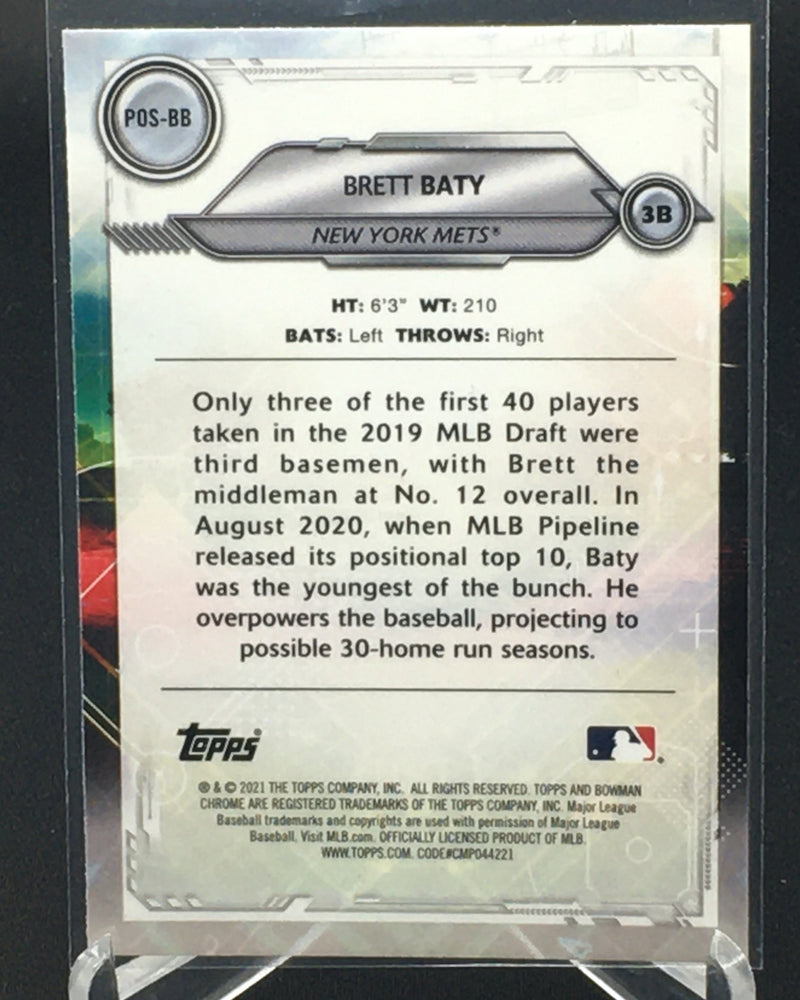 POS-BB
BRETT BATY
NEW YORK METS®
3B
HT: 6'3" WT: 210
BATS: Left THROWS: Right
Only three of the first 40 players
taken in the 2019 MLB Draft were
third basemen, with Brett the
middleman at No. 12 overall. In
August 2020, when MLB Pipeline
released its positional top 10, Baty
was the youngest of the bunch. He
overpowers the baseball, projecting to
possible 30-home run seasons.
Topps®
® & © 2021 THE TOPPS COMPANY, INC. ALL RIGHTS RESERVED. TOPPS AND BOWMAN
CHROME ARE REGISTERED TRADEMARKS OF THE TOPPS COMPANY, INC. Major League
Baseball trademarks and copyrights are used with permission of Major League
Baseball. Visit MLB.com. OFFICIALLY LICENSED PRODUCT OF MLB.
WWW.TOPPS.COM. CODE#CMP044221